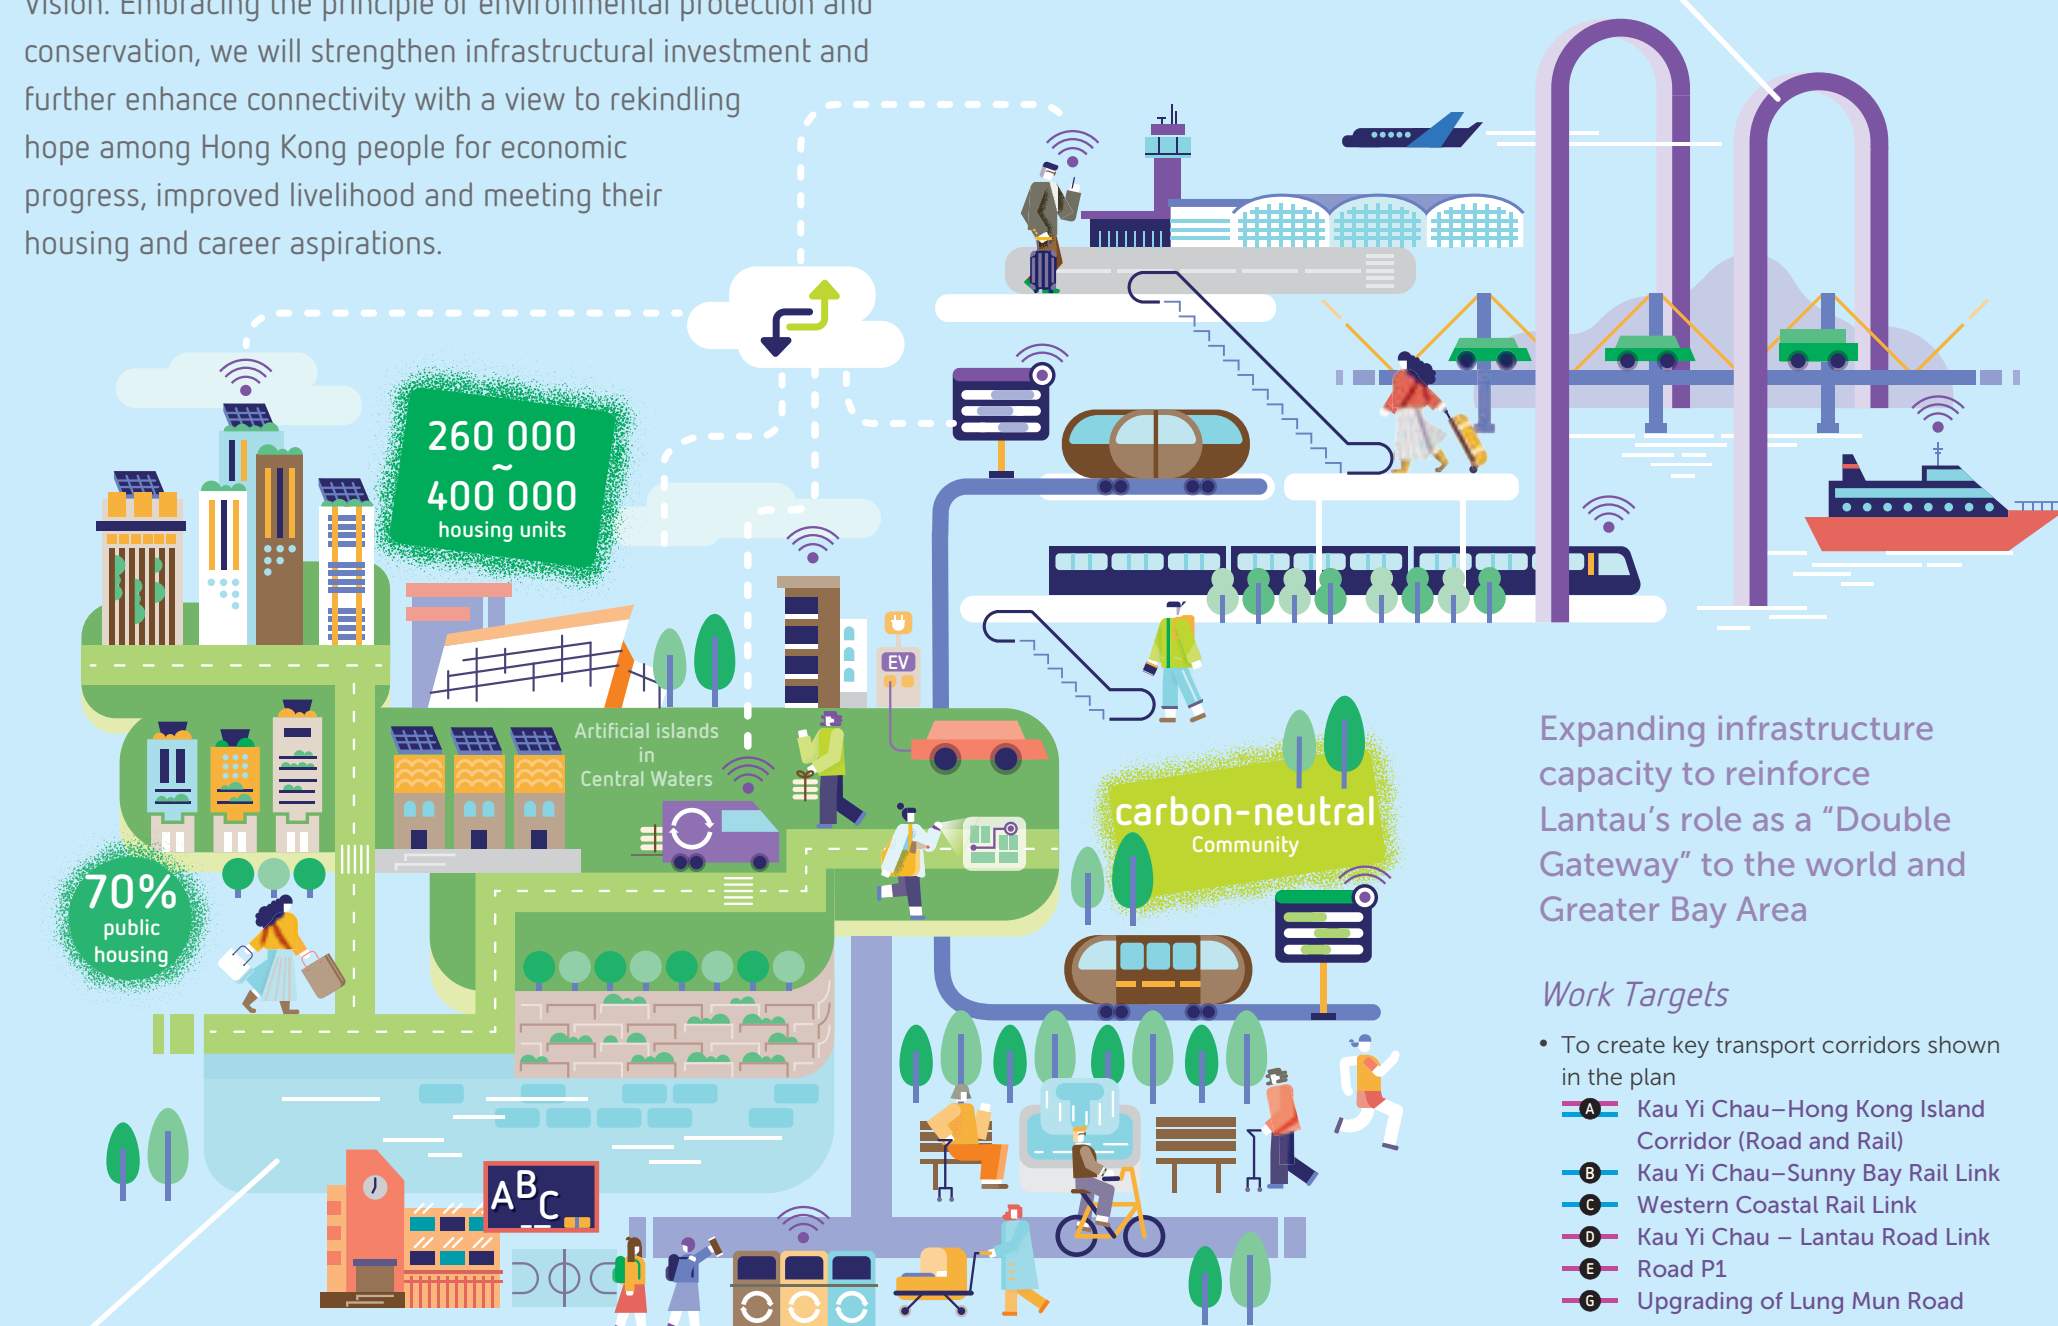 Vision. Embracing the principle of environmental protection and
conservation, we will strengthen infrastructural investment and
further enhance connectivity with a view to rekindling
hope among Hong Kong people for economic
progress, improved livelihood and meeting their
housing and career aspirations.
260 000
~
400 000
housing units
EV
Artificial islands
in
Central Waters
carbon-neutral
Community
70%
public
housing
ABC
Expanding infrastructure
capacity to reinforce
Lantau's role as a “Double
Gateway” to the world and
Greater Bay Area
Work Targets
• To create key transport corridors shown
in the plan
A Kau Yi Chau–Hong Kong Island
Corridor (Road and Rail)
B Kau Yi Chau–Sunny Bay Rail Link
C Western Coastal Rail Link
D Kau Yi Chau – Lantau Road Link
E Road P1
G Upgrading of Lung Mun Road